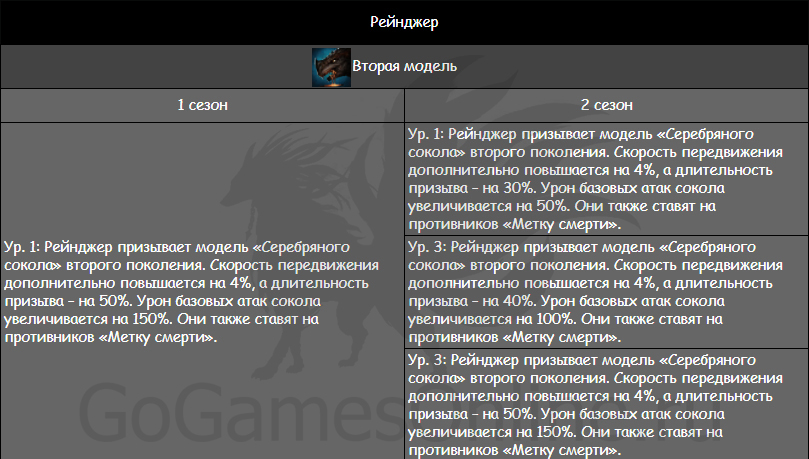 Рейнджер
Вторая модель
1 сезон
2 сезон
Ур. 1: Рейнджер призывает модель «Серебряного
сокола» второго поколения. Скорость передвижения
дополнительно повышается на 4%, а длительность
призыва - на 50%. Урон базовых атак сокола
увеличивается на 150%. Они также ставят на
противников «Метку смерти».
Ур. 1: Рейнджер призывает модель «Серебряного
сокола» второго поколения. Скорость передвижения
дополнительно повышается на 4%, а длительность
призыва - на 30%. Урон базовых атак сокола
увеличивается на 50%. Они также ставят на
противников «Метку смерти».
Ур. 3: Рейнджер призывает модель «Серебряного
сокола» второго поколения. Скорость передвижения
дополнительно повышается на 4%, а длительность
призыва - на 40%. Урон базовых атак сокола
увеличивается на 100%. Они также ставят на
противников «Метку смерти».
Ур. 3: Рейнджер призывает модель «Серебряного
сокола» второго поколения. Скорость передвижения
дополнительно повышается на 4%, а длительность
призыва - на 50%. Урон базовых атак сокола
увеличивается на 150%. Они также ставят на
противников «Метку смерти».
GoGamesOnline.ru